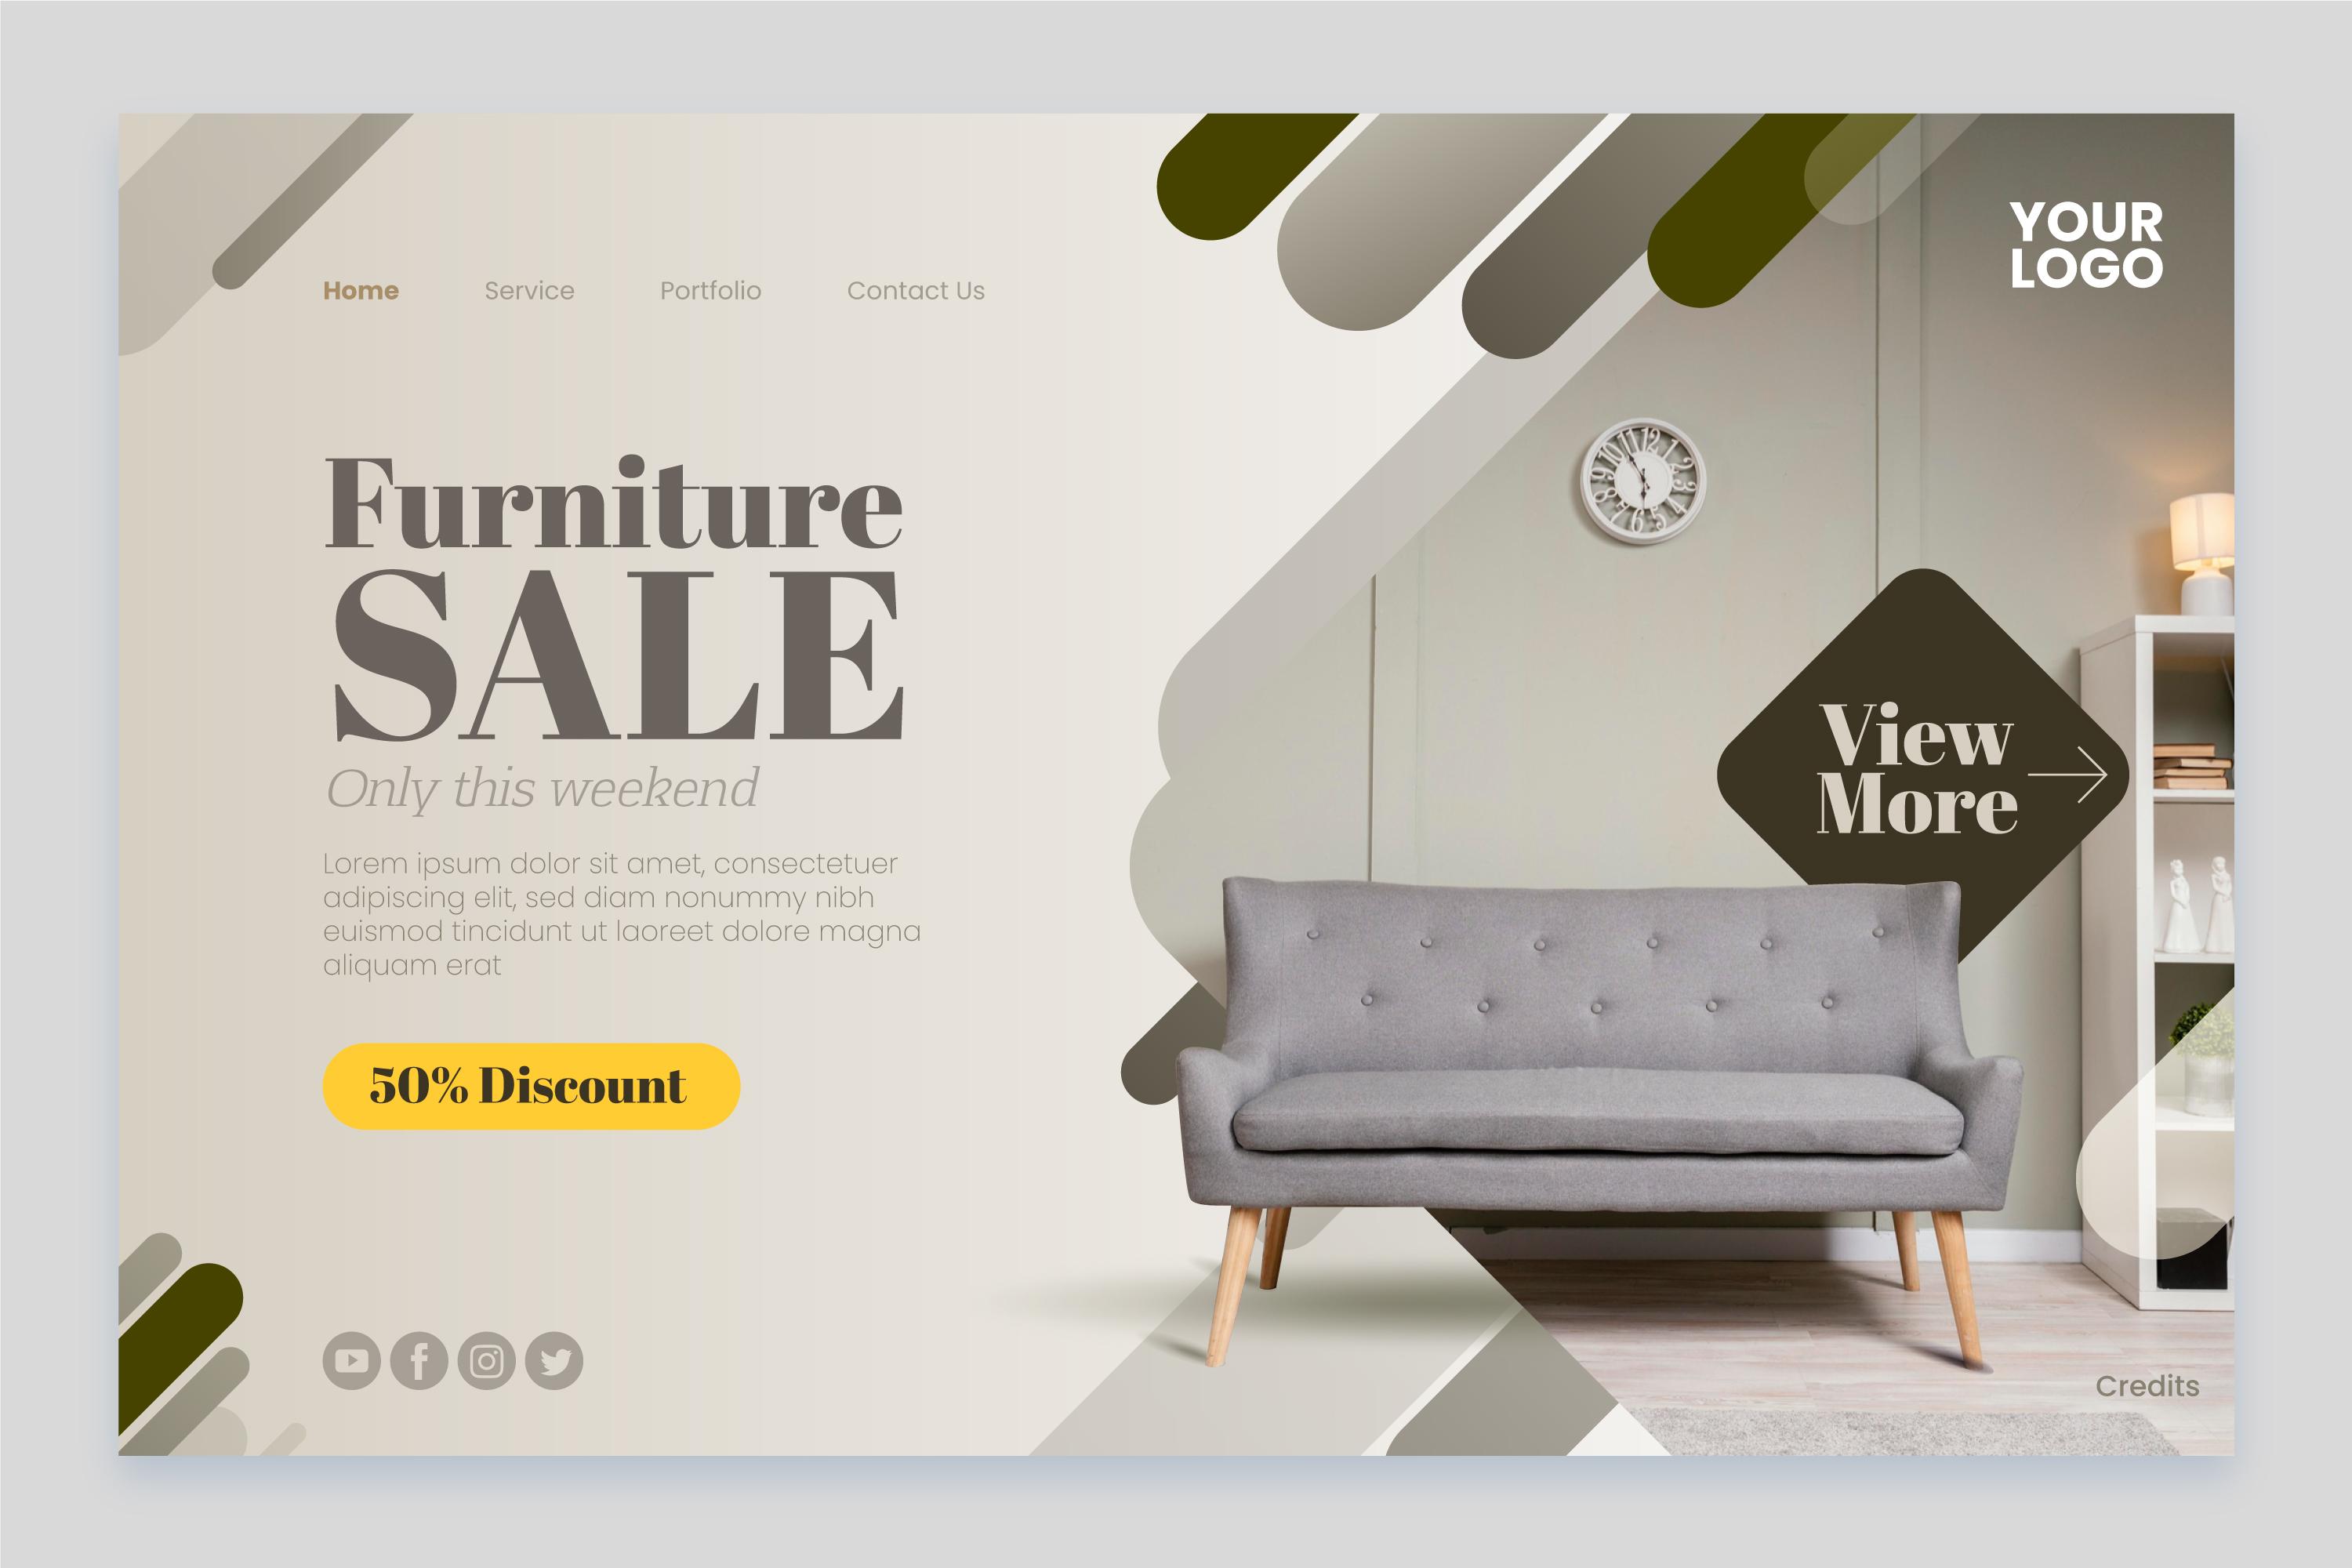 YOUR
LOGO
Home Service Portfolio Contact Us
Furniture
SALE
Only this weekend
Lorem ipsum dolor sit amet, consectetuer
adipiscing elit, sed diam nonummy nibh
euismod tincidunt ut laoreet dolore magna
aliquam erat
50% Discount
View
More
Credits